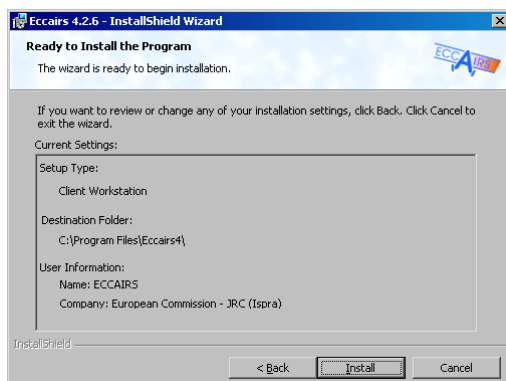 Eccairs 4.2.6 - InstallShield Wizard
Ready to Install the Program
The wizard is ready to begin installation.
ECCAIRS
If you want to review or change any of your installation settings, click Back. Click Cancel to
exit the wizard.
Current Settings:
Setup Type:
Client Workstation
Destination Folder:
C:\Program Files\Eccairs4\
User Information:
Name: ECCAIRS
Company: European Commission - JRC (Ispra)
InstallShield
< Back
Install
Cancel